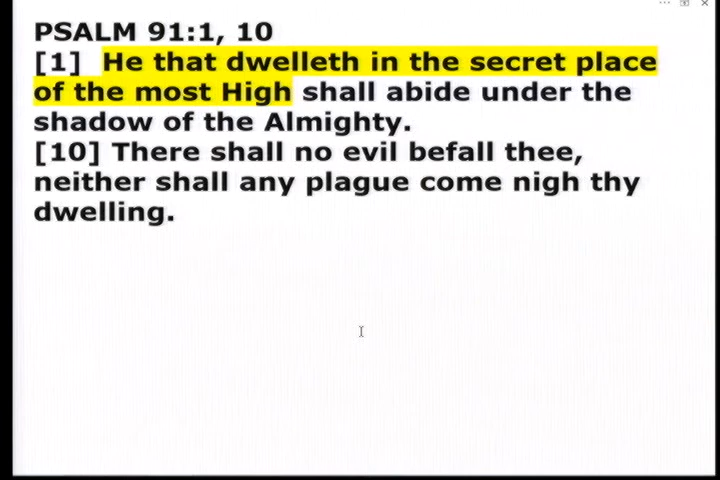 PSALM 91:1, 10
[1] He that dwelleth in the secret place
of the most High shall abide under the
shadow of the Almighty.
[10] There shall no evil befall thee,
neither shall any plague come nigh thy
dwelling.